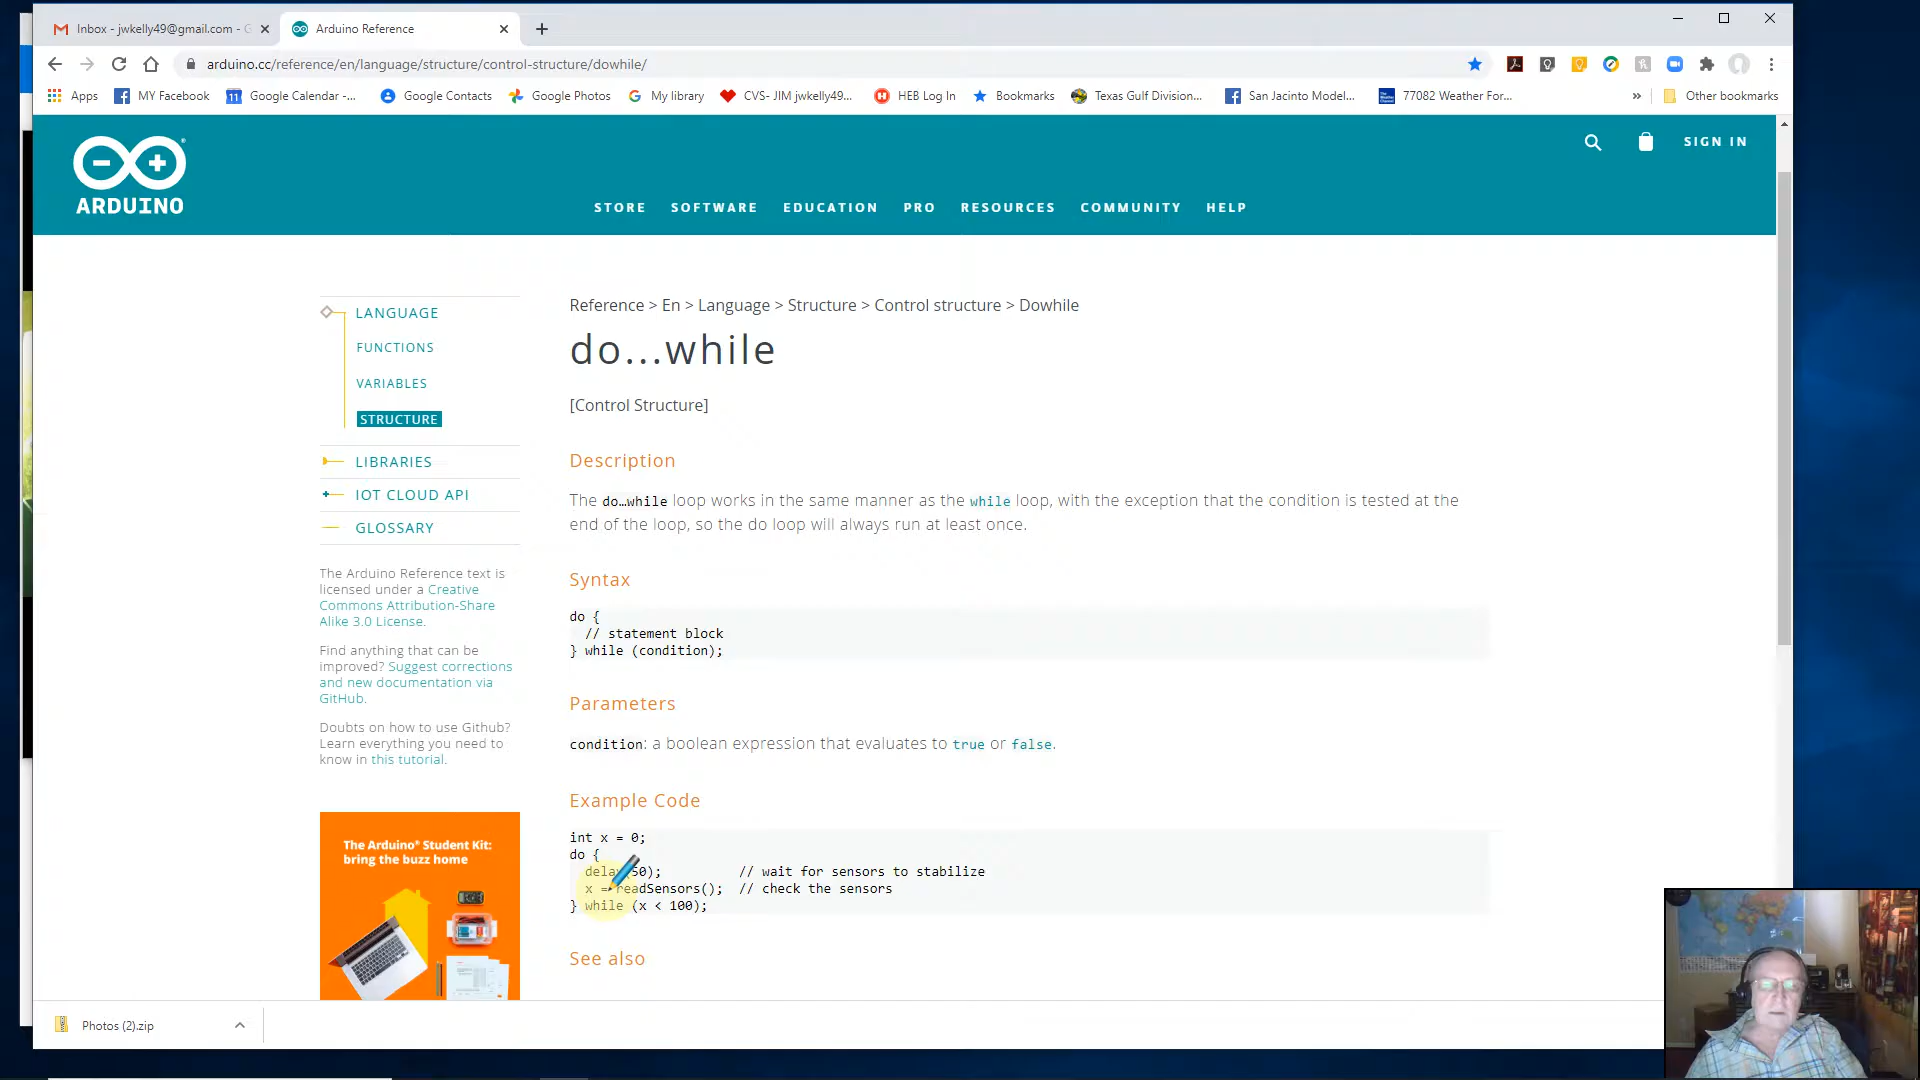 Inbox - jwkelly49@gmail.com - G
Arduino Reference
arduino.cc/reference/en/language/structure/control-structure/dowhile/
Apps
MY Facebook
Google Calendar -...
Google Contacts
Google Photos
My library
CVS- JIM jwkelly49...
HEB Log In
Bookmarks
Texas Gulf Division...
San Jacinto Model...
77082 Weather For...
»
Other bookmarks
ARDUINO
SIGN IN
STORE SOFTWARE EDUCATION PRO RESOURCES COMMUNITY HELP
LANGUAGE
FUNCTIONS
VARIABLES
STRUCTURE
LIBRARIES
IOT CLOUD API
GLOSSARY
The Arduino Reference text is
licensed under a Creative
Commons Attribution-Share
Alike 3.0 License.
Find anything that can be
improved? Suggest corrections
and new documentation via
GitHub.
Doubts on how to use Github?
Learn everything you need to
know in this tutorial.
The Arduino® Student Kit:
bring the buzz home
Reference > En > Language > Structure > Control structure > Dowhile
do...while
[Control Structure]
Description
The do…while loop works in the same manner as the while loop, with the exception that the condition is tested at the
end of the loop, so the do loop will always run at least once.
Syntax
do {
// statement block
} while (condition);
Parameters
condition: a boolean expression that evaluates to true or false.
Example Code
int x = 0;
do {
delay(50); // wait for sensors to stabilize
x = readSensors(); // check the sensors
} while (x < 100);
See also
Photos (2).zip